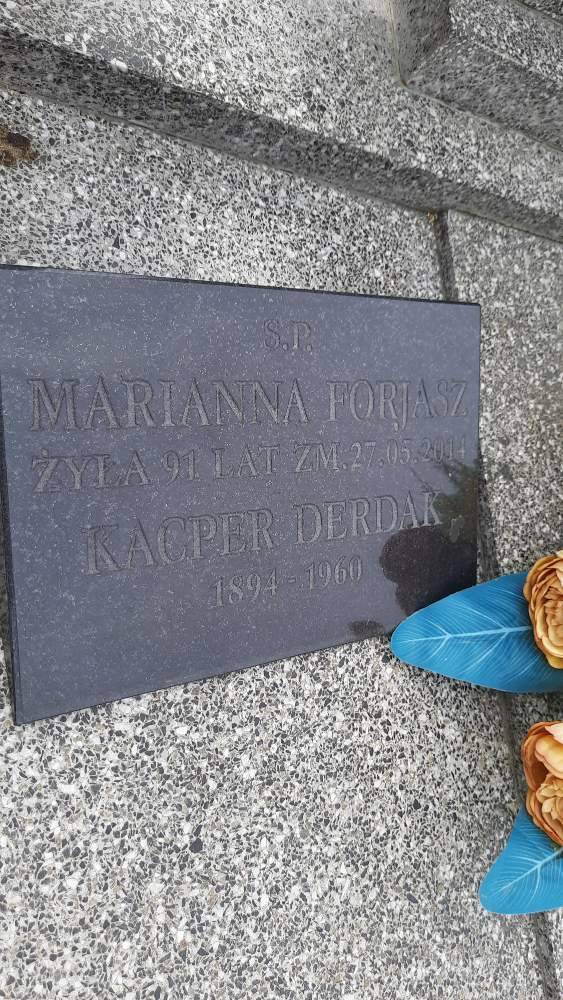 Ś.P.
MARIANNA FORJASZ
ŻYŁA 91 LAT ZM.27.05.2014
KACPER DERDAK
1894 - 1960